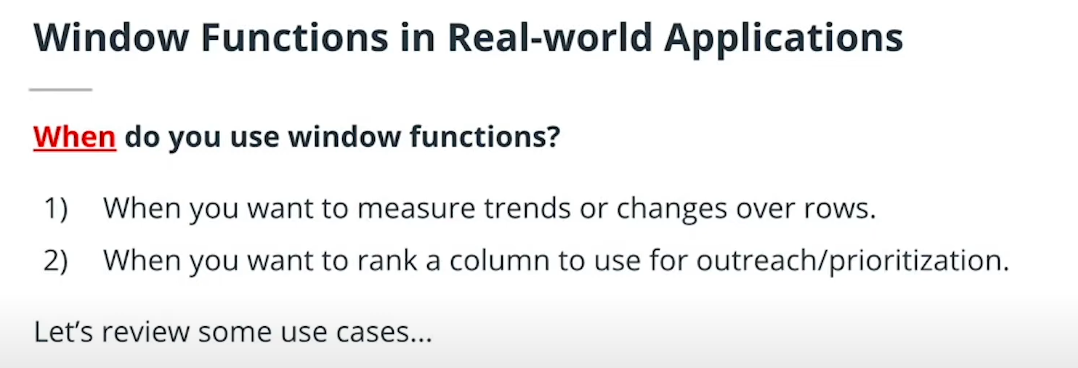 Window Functions in Real-world Applications
When do you use window functions?
1) When you want to measure trends or changes over rows.
2) When you want to rank a column to use for outreach/prioritization.
Let's review some use cases...